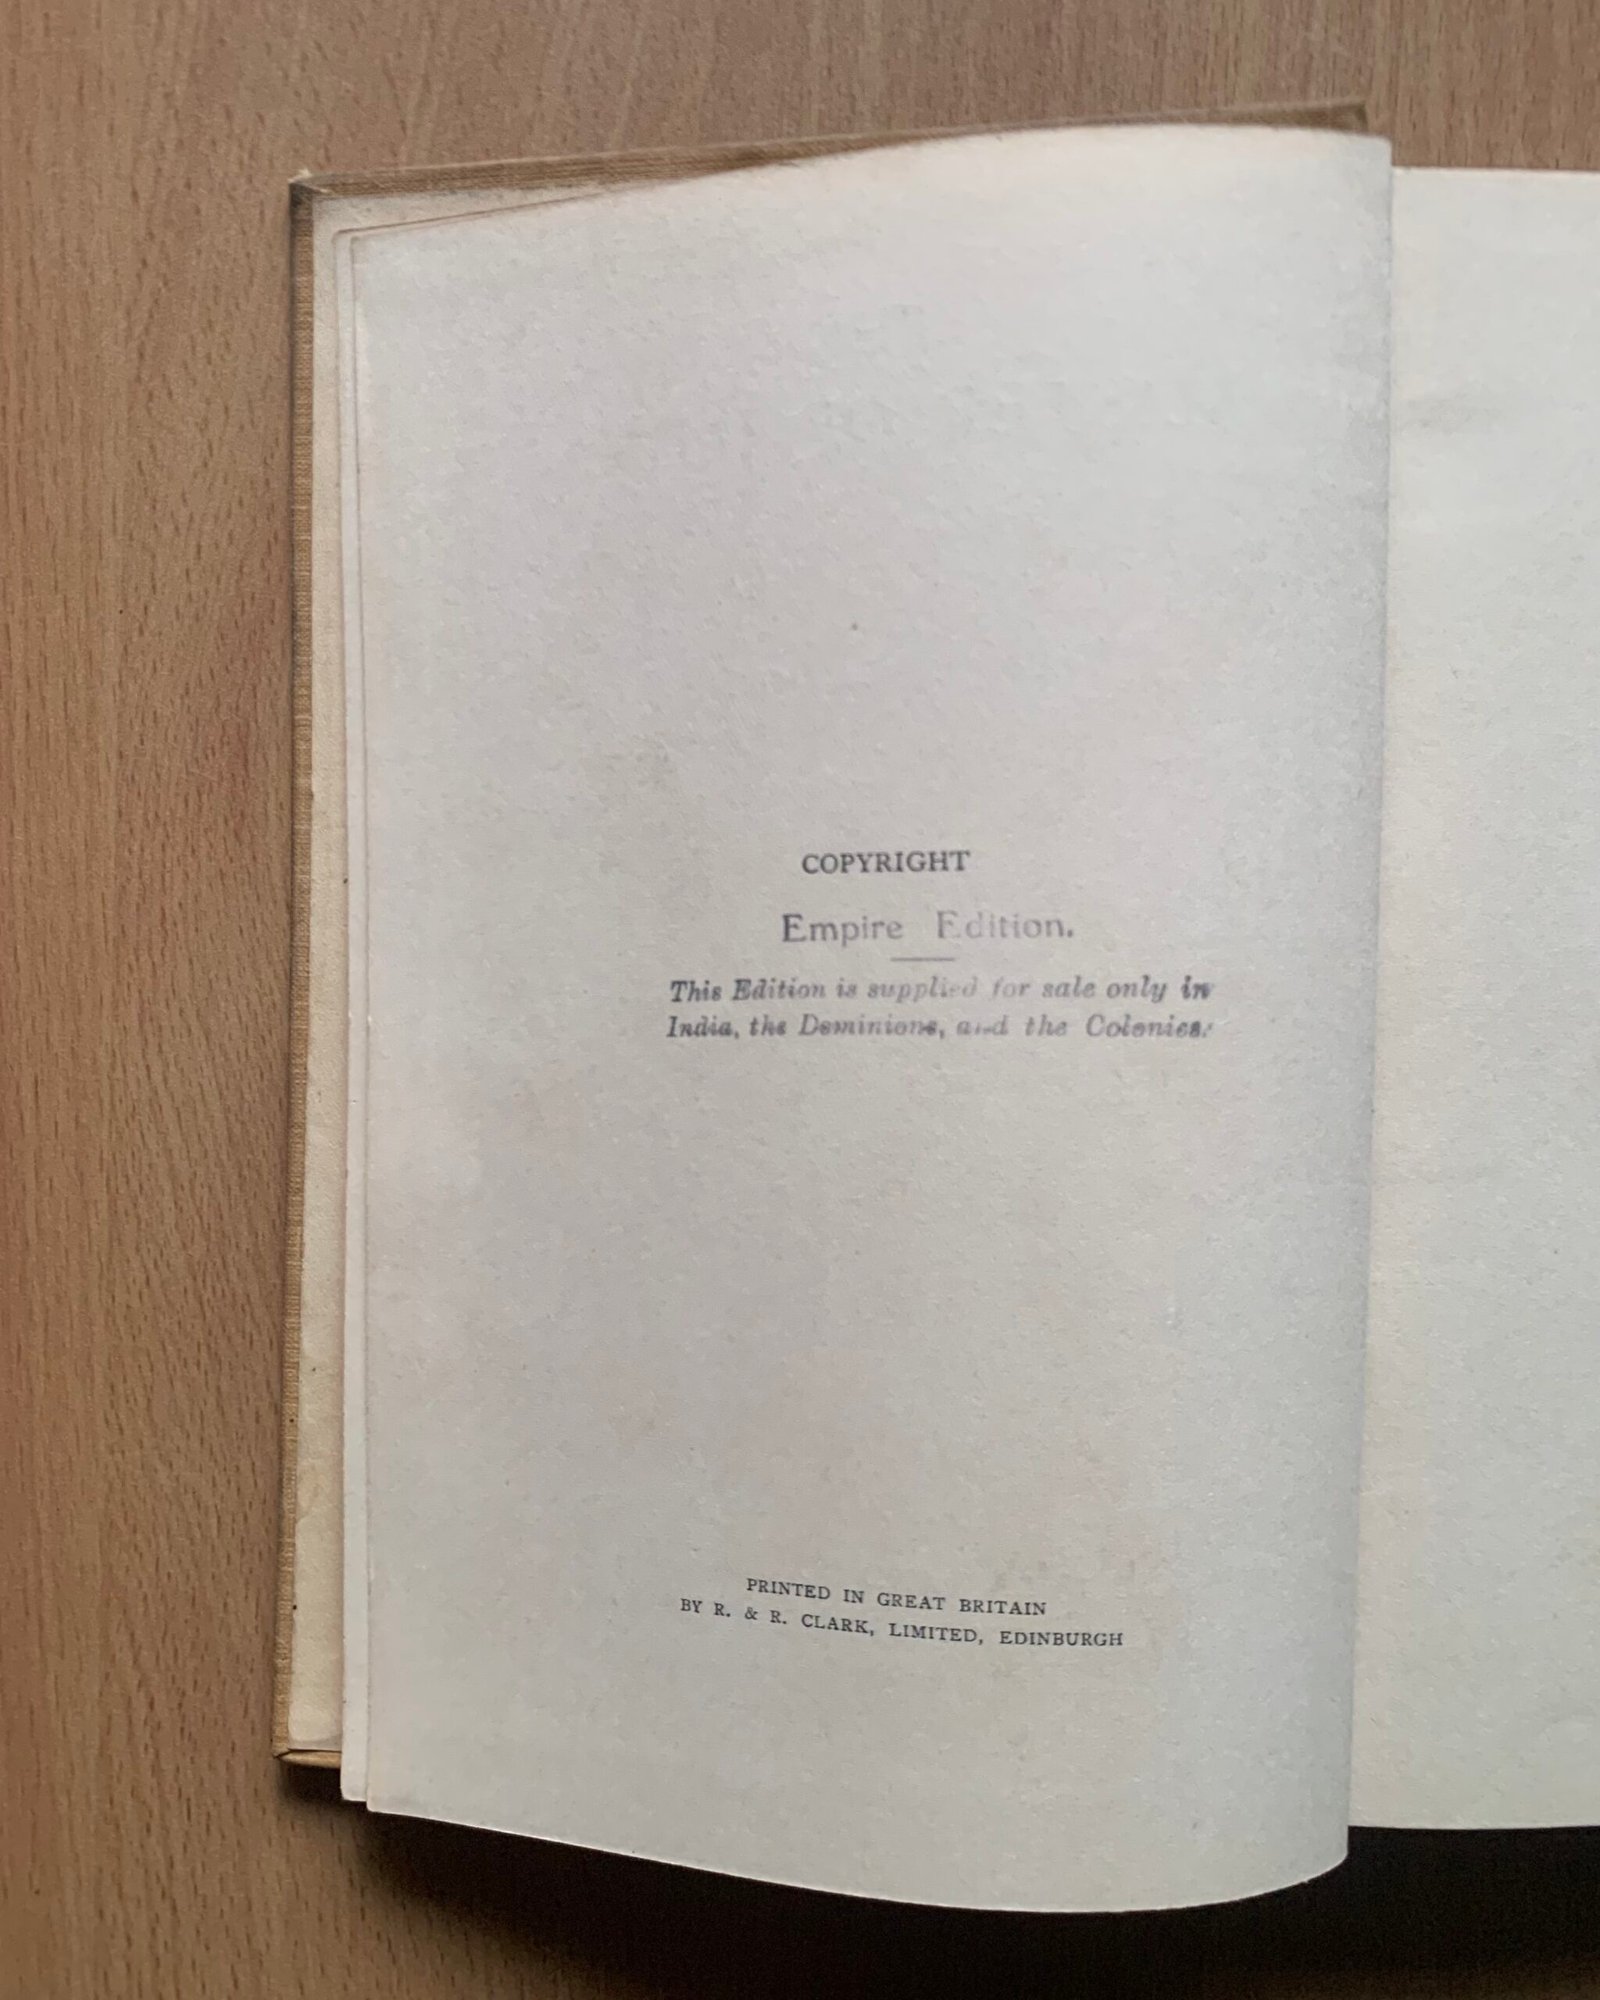 COPYRIGHT
Empire Edition.
This Edition is supplied for sale only in
India, the Dominions, and the Colonies.
PRINTED IN GREAT BRITAIN
BY R. & R. CLARK, LIMITED, EDINBURGH